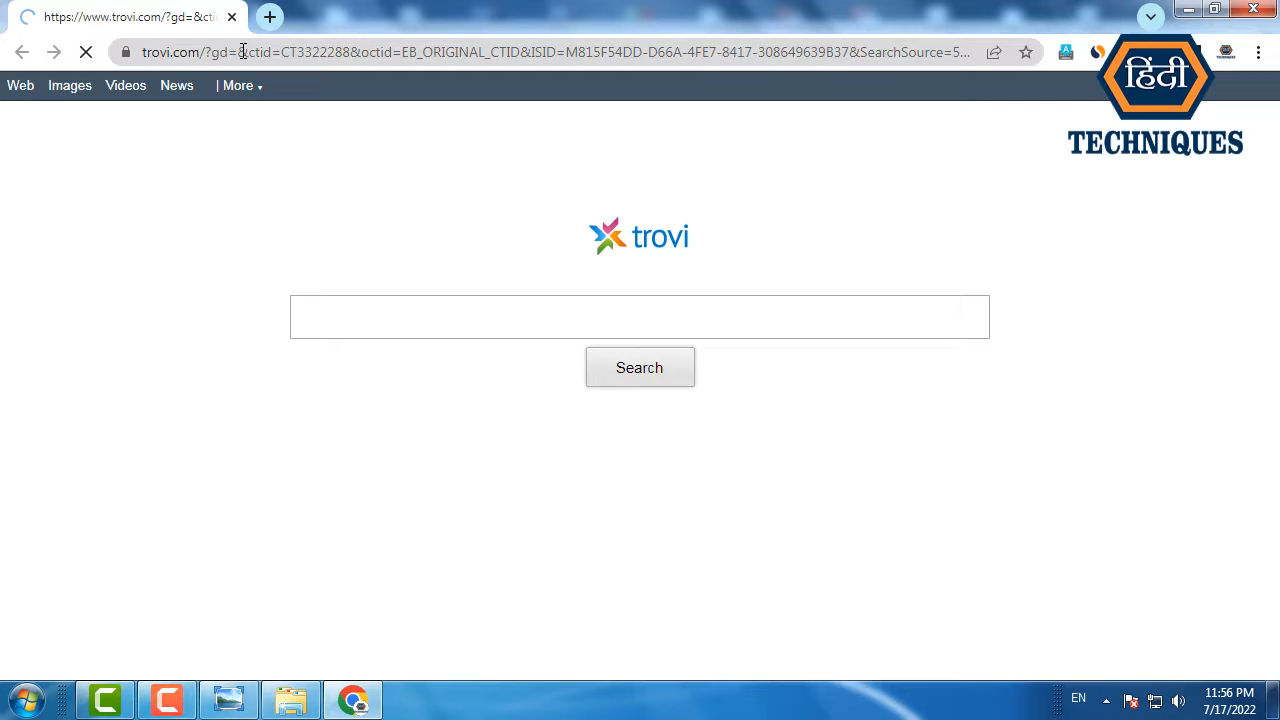 https://www.trovi.com/?gd=&cti
trovi.com/?gd=&ctid=CT3322288&octid=EB_ORIGINAL_CTID&ISID=M815F54DD-D66A-4FE7-8417-308649639B37&SearchSource=5...
Web Images Videos News | More
हिंदी
TECHNIQUES
trovi
Search
EN
11:56 PM
7/17/2022